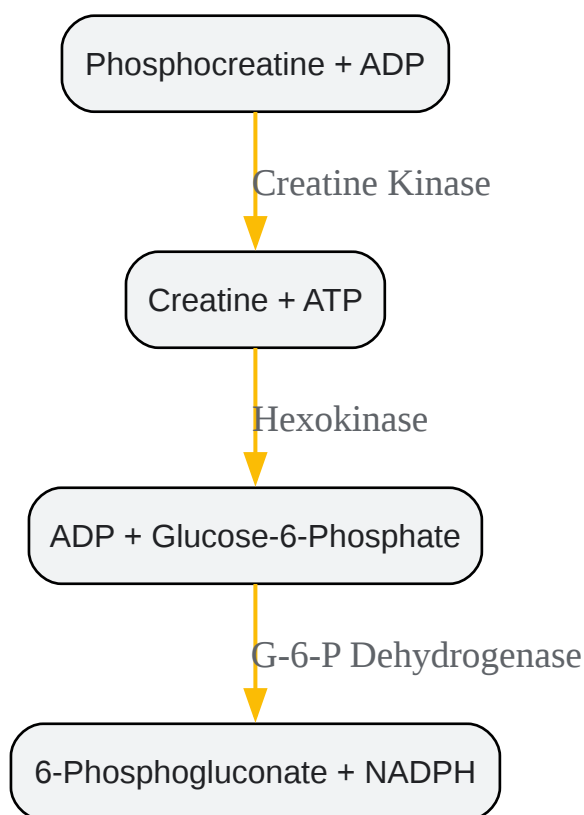 Phosphocreatine + ADP
Creatine Kinase
Creatine + ATP
Hexokinase
ADP + Glucose-6-Phosphate
G-6-P Dehydrogenase
6-Phosphogluconate + NADPH